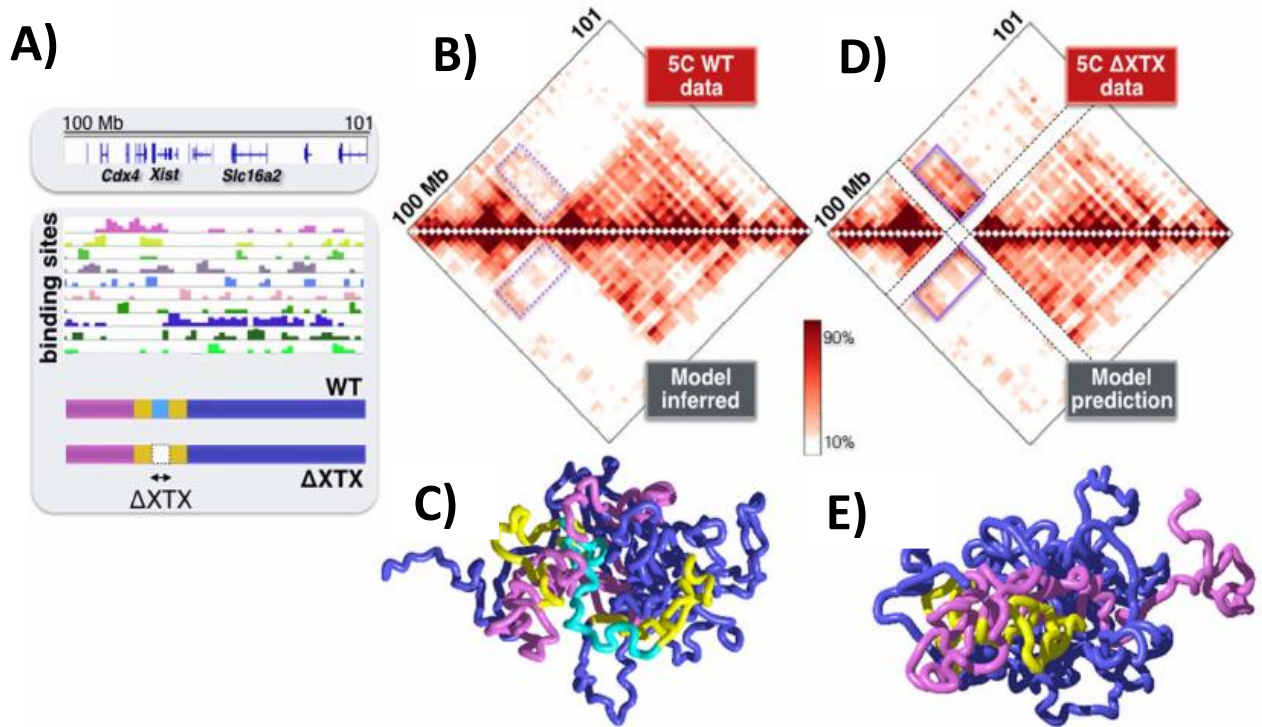 A)
100 Mb 101
Cdx4 Xist Slc16a2
binding sites
WT
ΔXTX
ΔXTX
B)
101
5C WT
data
100 Mb
Model
inferred
90%
10%
C)
D)
101
5C ΔXTX
data
100 Mb
Model
prediction
E)